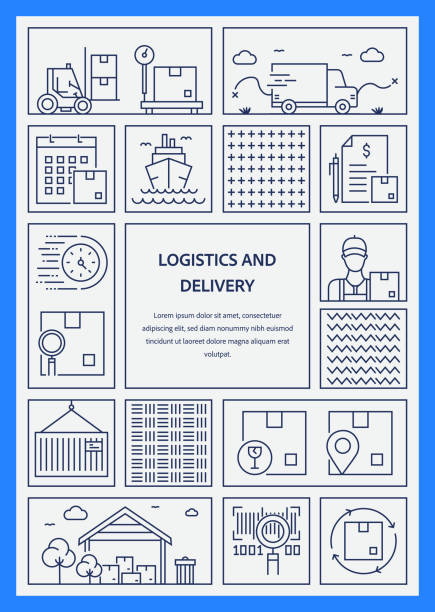 $
LOGISTICS AND
DELIVERY
Lorem ipsum dolor sit amet, consectetuer
adipiscing elit, sed diam nonummy
nibh euismod
tincidunt ut laoreet dolore magna aliquam erat
volutpat.
1001 00